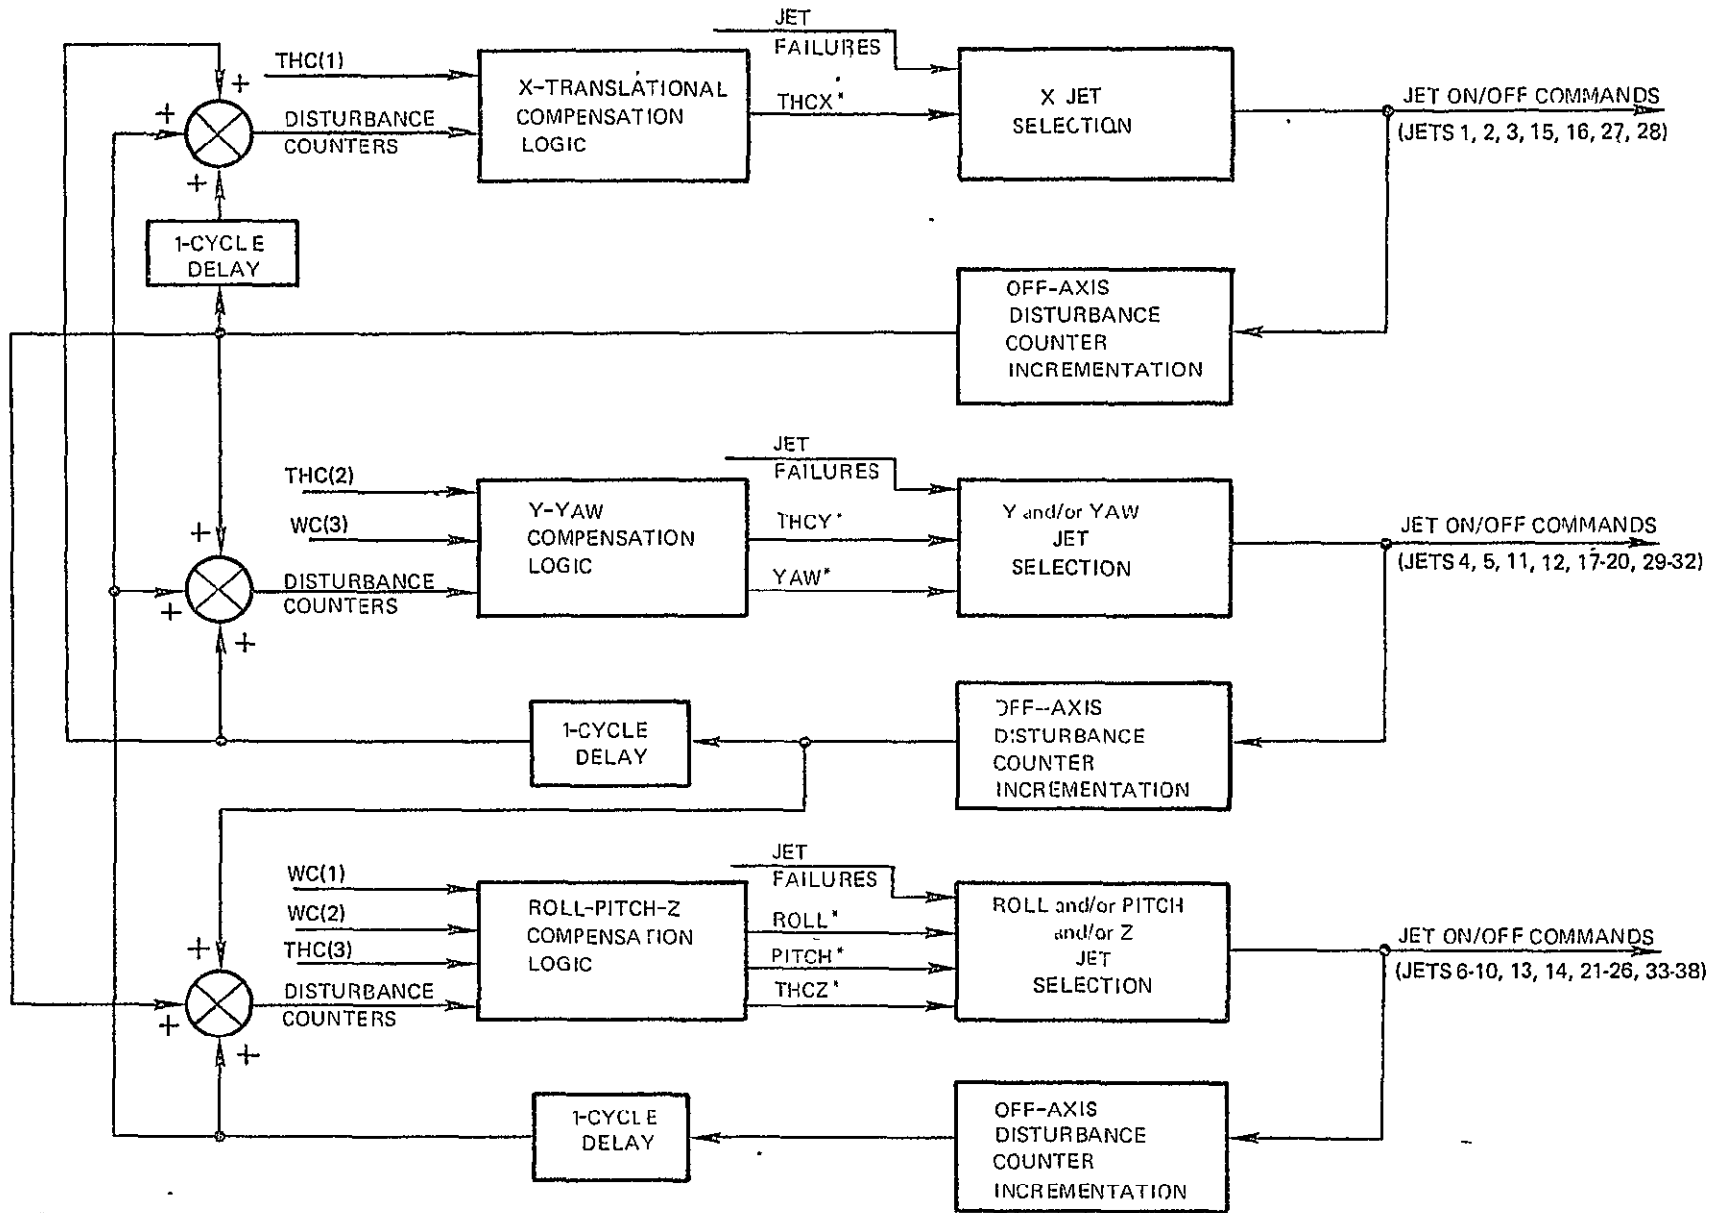 JET
FAILURES
THC(1)
X-TRANSLATIONAL
COMPENSATION
LOGIC
THCX*
X JET
SELECTION
JET ON/OFF COMMANDS
(JETS 1, 2, 3, 15, 16, 27, 28)
+
+
+
DISTURBANCE
COUNTERS
1-CYCLE
DELAY
OFF-AXIS
DISTURBANCE
COUNTER
INCREMENTATION
JET
FAILURES
THC(2)
WC(3)
Y-YAW
COMPENSATION
LOGIC
THCY*
YAW*
Y and/or YAW
JET
SELECTION
JET ON/OFF COMMANDS
(JETS 4, 5, 11, 12, 17-20, 29-32)
+
+
+
DISTURBANCE
COUNTERS
1-CYCLE
DELAY
OFF-AXIS
DISTURBANCE
COUNTER
INCREMENTATION
JET
FAILURES
WC(1)
WC(2)
THC(3)
ROLL-PITCH-Z
COMPENSATION
LOGIC
ROLL*
PITCH*
THCZ*
ROLL and/or PITCH
and/or Z
JET
SELECTION
JET ON/OFF COMMANDS
(JETS 6-10, 13, 14, 21-26, 33-38)
+
+
+
DISTURBANCE
COUNTERS
1-CYCLE
DELAY
OFF-AXIS
DISTURBANCE
COUNTER
INCREMENTATION